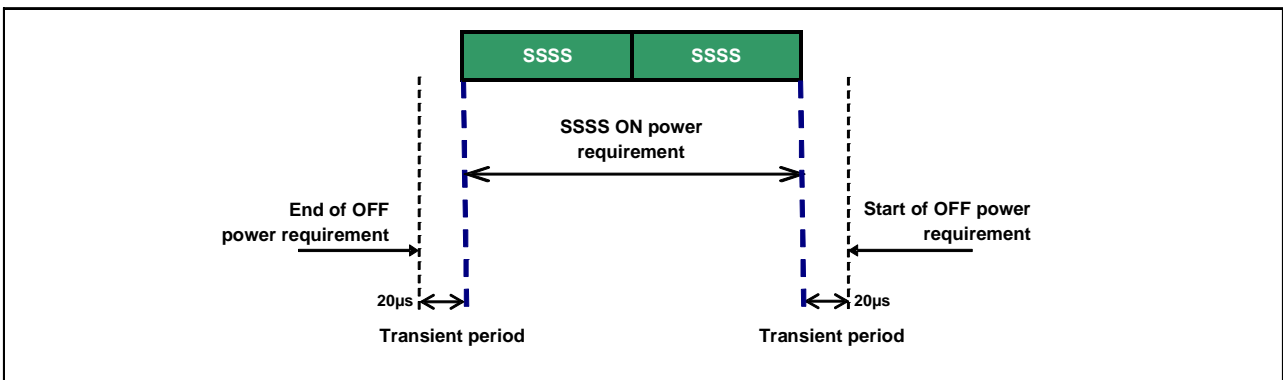 SSSS SSSS
SSSS ON power
requirement
End of OFF
power requirement
Start of OFF power
requirement
20µs
20µs
Transient period
Transient period